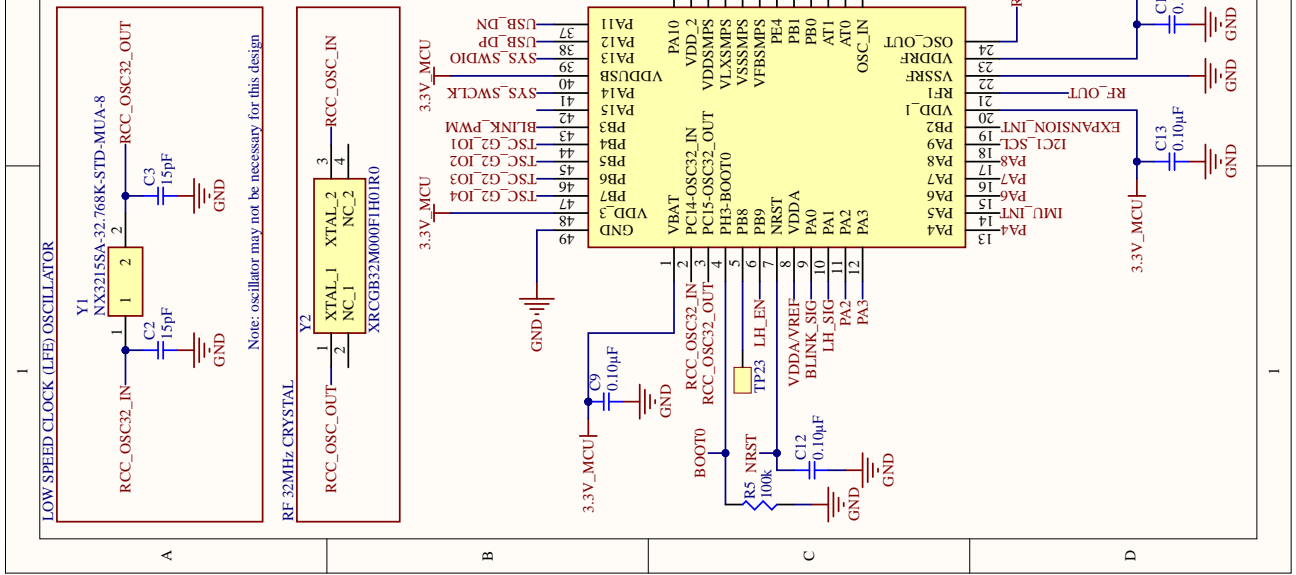 1
LOW SPEED CLOCK (LFE) OSCILLATOR
Y1
NX3215SA-32.768K-STD-MUA-8
RCC_OSC32_IN
1
1
2
2
RCC_OSC32_OUT
C2
15pF
GND
C3
15pF
GND
Note: oscillator may not be necessary for this design
RF 32MHz CRYSTAL
Y2
XRCGB32M000F1H01R0
RCC_OSC_OUT
1
2
XTAL_1
NC_1
XTAL_2
NC_2
3
4
RCC_OSC_IN
3.3V_MCU
3.3V_MCU
USB_DN
USB_DP
SYS_SWDIO
SYS_SWCLK
BLINK_PWM
TSC_G2_IO1
TSC_G2_IO2
TSC_G2_IO3
TSC_G2_IO4
37
38
39
40
41
42
43
44
45
46
47
48
49
PA11
PA12
PA13
VDDUSB
PA14
PA15
PB3
PB4
PB5
PB6
PB7
VDD_3
GND
GND
PA10
VDD_2
VDDSMPS
VLXSMPS
VSSSMPS
VFBSMPS
PE4
PB1
PB0
AT1
AT0
OSC_IN
VBAT
PC14-OSC32_IN
PC15-OSC32_OUT
PH3-BOOT0
PB8
PB9
NRST
VDDA
PA0
PA1
PA2
PA3
1
2
3
4
5
6
7
8
9
10
11
12
RCC_OSC32_IN
RCC_OSC32_OUT
TP23
LH_EN
VDDA/VREF
BLINK_SIG
LH_SIG
PA2
PA3
3.3V_MCU
C9
0.10µF
GND
BOOT0
NRST
R5
100k
GND
C12
0.10µF
GND
OSC_OUT
VDDRF
VSSRF
RF1
VDD_1
PB2
PA9
PA8
PA7
PA6
PA5
PA4
24
23
22
21
20
19
18
17
16
15
14
13
RF_OUT
EXPANSION_INT
I2C1_SCL
PA8
PA7
PA6
IMU_INT
PA4
GND
GND
C13
0.10µF
GND
3.3V_MCU
1
A
B
C
D